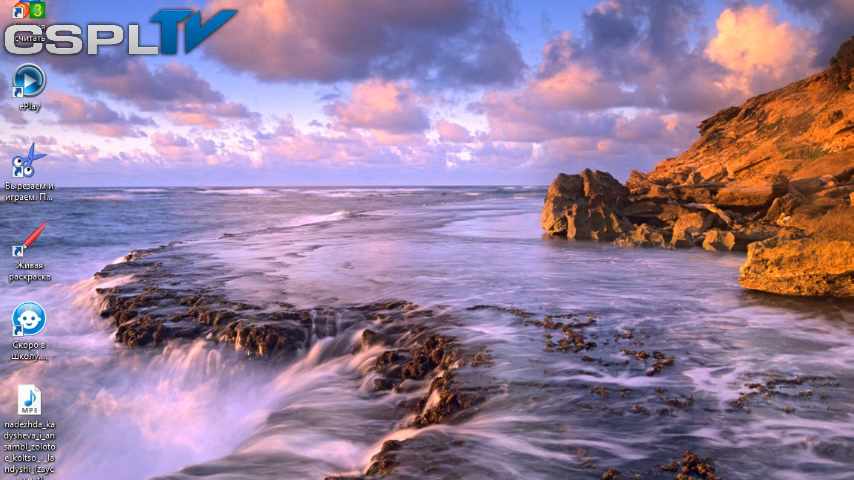 CSPLTV
считать
ePlay
Вырезаем и
играем. П...
Живая
раскраска
Скоро в
школу....
MP3
nadezhda_ka
dysheva_i_an
sambl_zoloto
e_koltso_-_la
ndyshi_(zayc